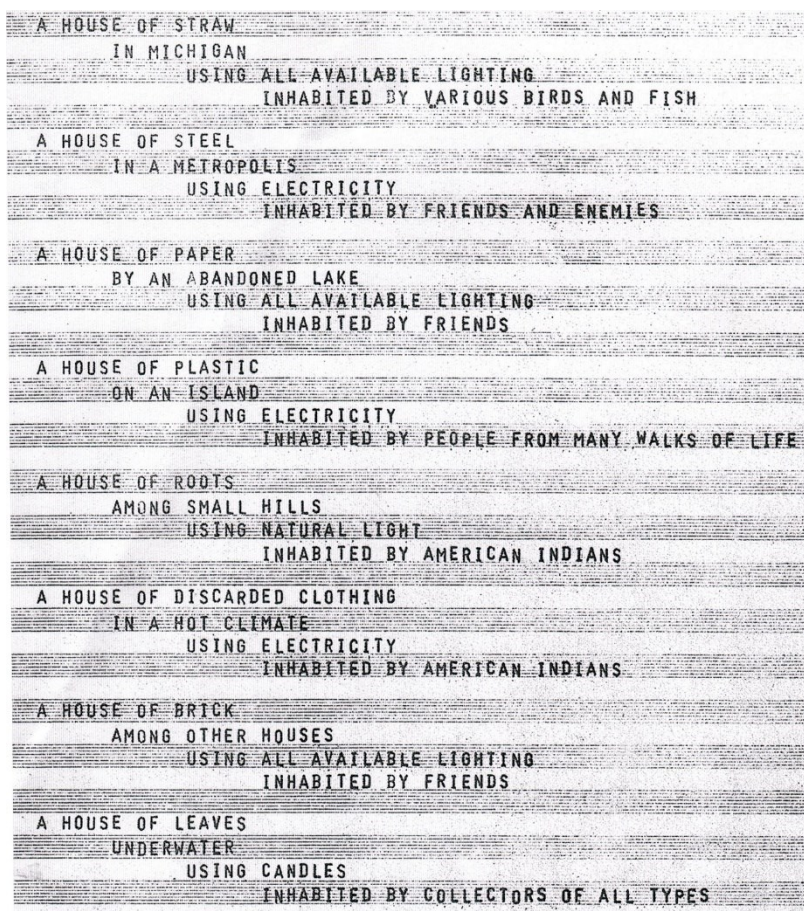 A HOUSE OF STRAW
IN MICHIGAN
USING ALL AVAILABLE LIGHTING
INHABITED BY VARIOUS BIRDS AND FISH
A HOUSE OF STEEL
IN A METROPOLIS
USING ELECTRICITY
INHABITED BY FRIENDS AND ENEMIES
A HOUSE OF PAPER
BY AN ABANDONED LAKE
USING ALL AVAILABLE LIGHTING
INHABITED BY FRIENDS
A HOUSE OF PLASTIC
ON AN ISLAND
USING ELECTRICITY
INHABITED BY PEOPLE FROM MANY WALKS OF LIFE
A HOUSE OF ROOTS
AMONG SMALL HILLS
USING NATURAL LIGHT
INHABITED BY AMERICAN INDIANS
A HOUSE OF DISCARDED CLOTHING
IN A HOT CLIMATE
USING ELECTRICITY
INHABITED BY AMERICAN INDIANS
A HOUSE OF BRICK
AMONG OTHER HOUSES
USING ALL AVAILABLE LIGHTING
INHABITED BY FRIENDS
A HOUSE OF LEAVES
UNDERWATER
USING CANDLES
INHABITED BY COLLECTORS OF ALL TYPES